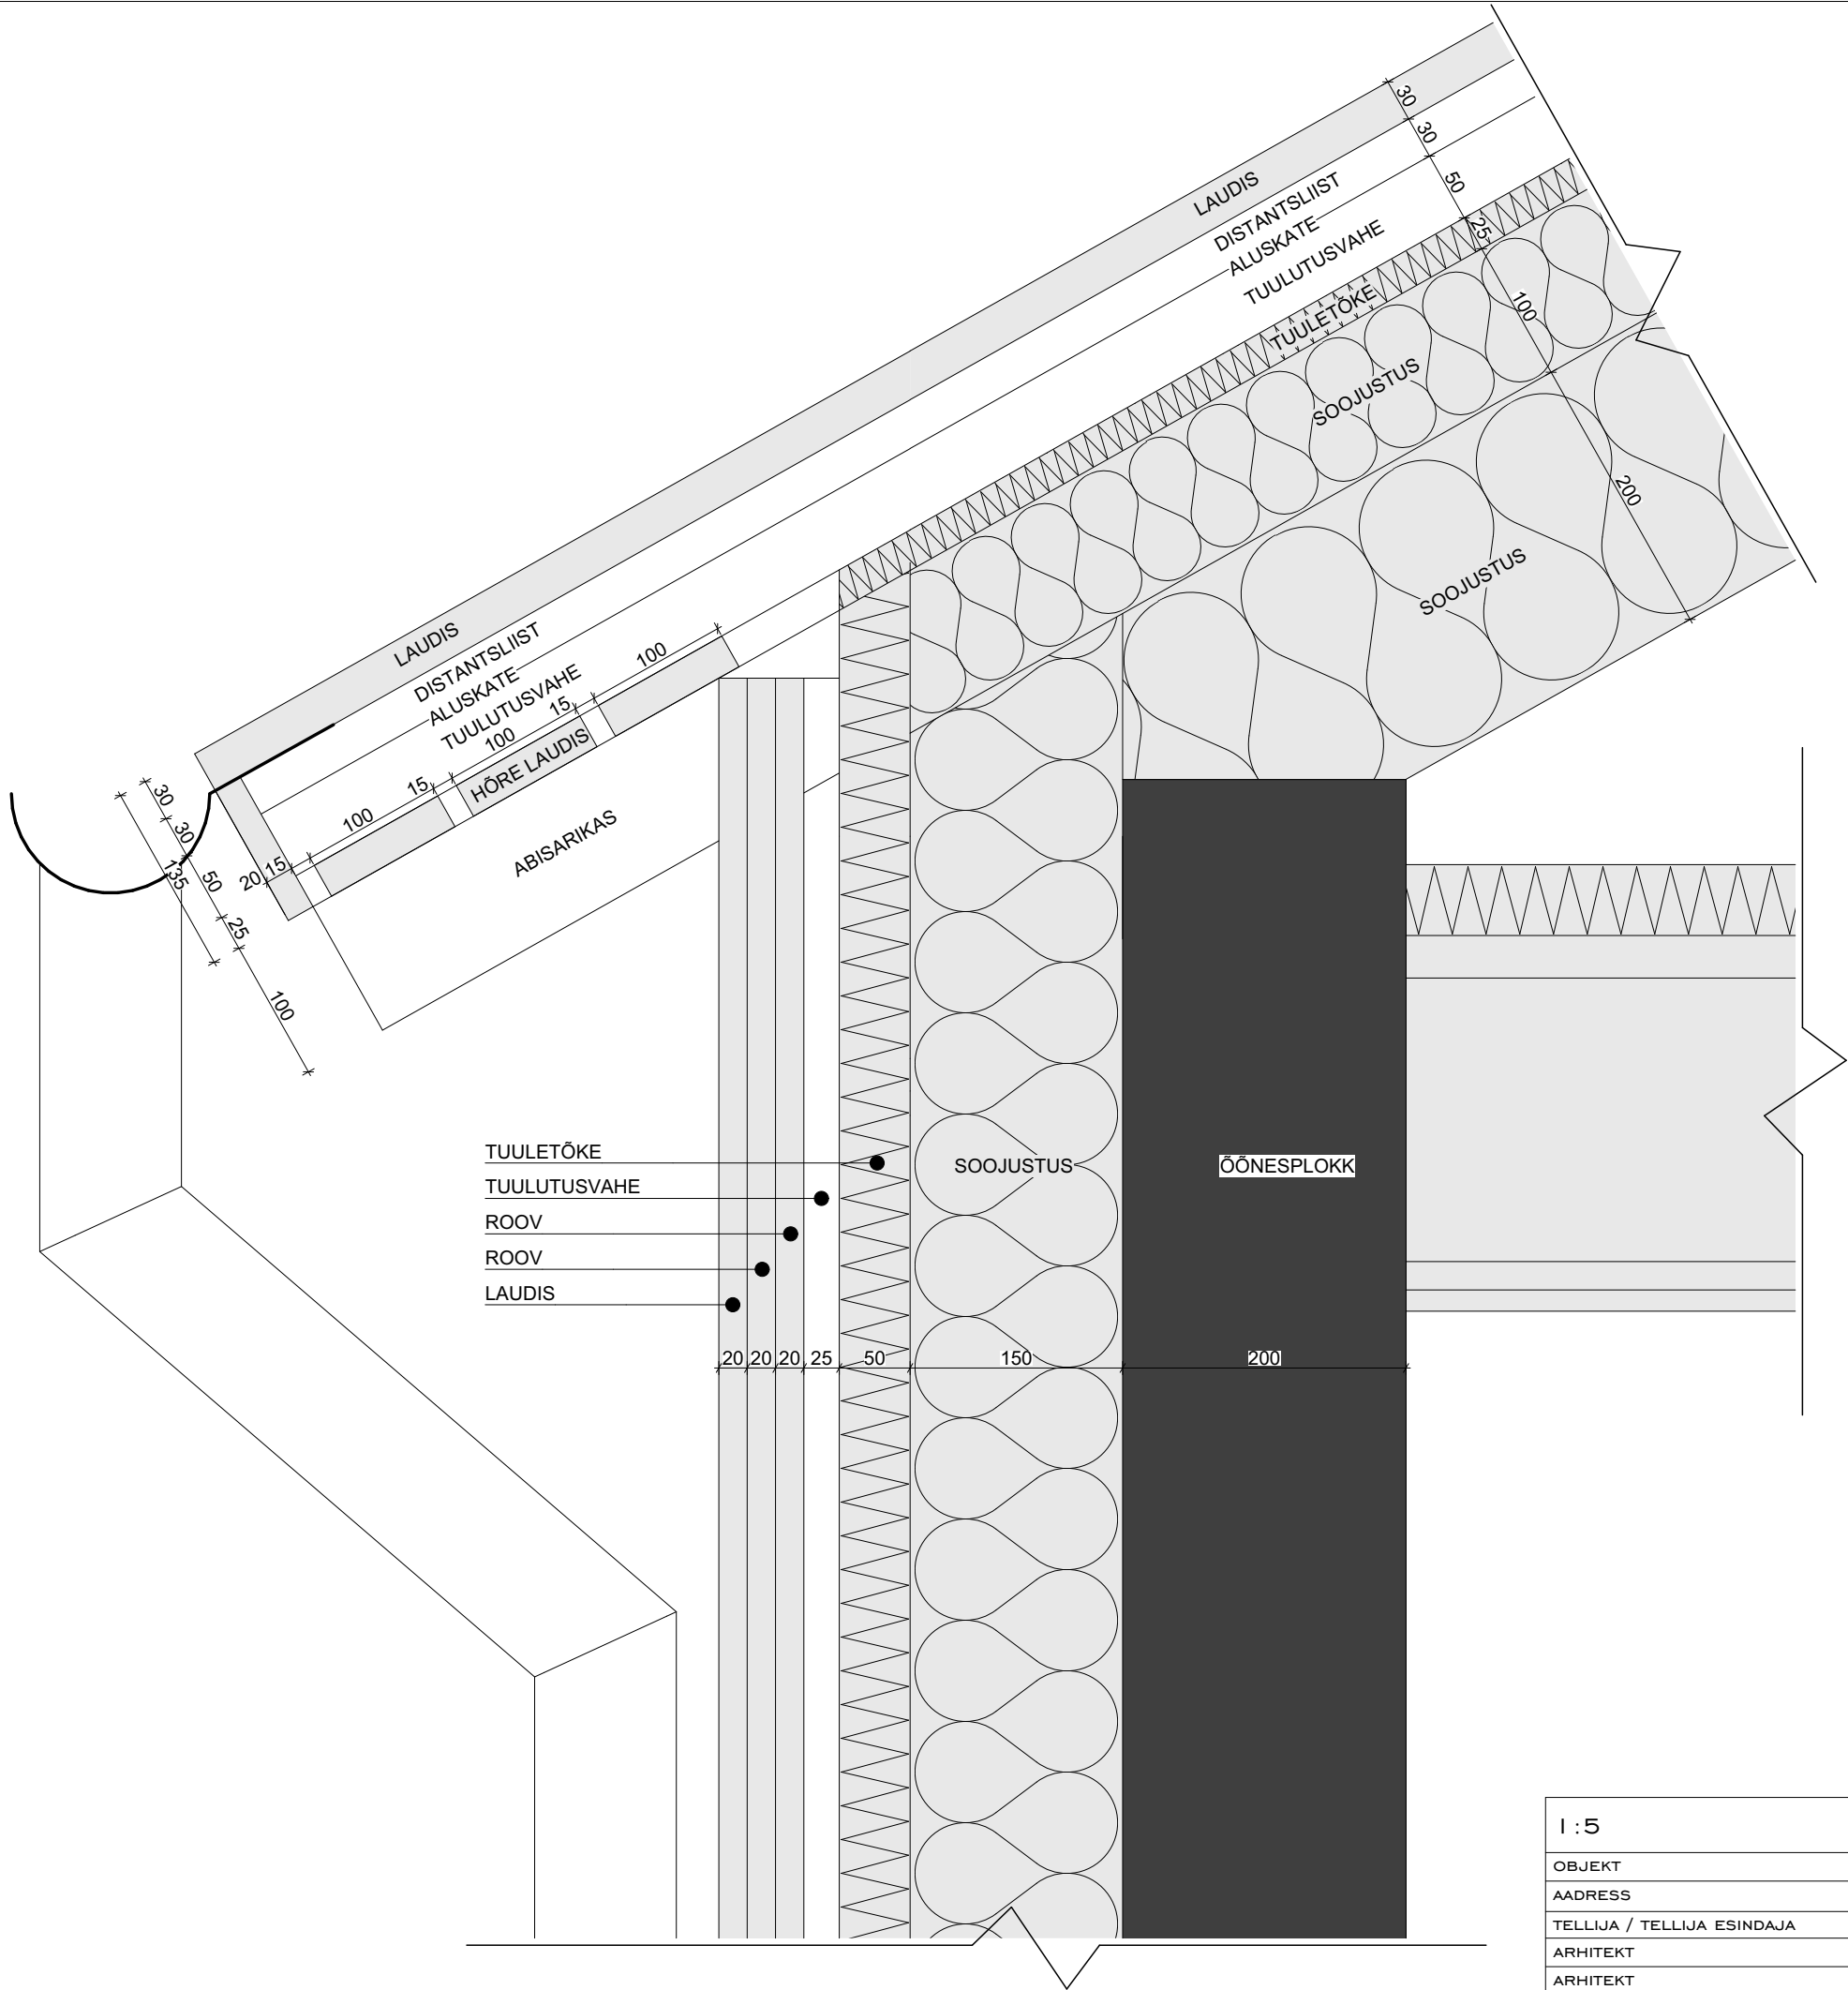 30
30
50
25
100
200
LAUDIS
DISTANTSLIIST
ALUSKATE
TUULUTUSVAHE
TUULETÕKE
SOOJUSTUS
SOOJUSTUS
LAUDIS
DISTANTSLIIST
ALUSKATE
TUULUTUSVAHE
100
15
100
15
100
15
20
HÕRE LAUDIS
ABISARIKAS
30
30
50
25
100
135
TUULETÕKE
TUULUTUSVAHE
ROOV
ROOV
LAUDIS
SOOJUSTUS
ÕÕNESPLOKK
20 20 20 25 50 150 200
1:5
OBJEKT
AADRESS
TELLIJA / TELLIJA ESINDAJA
ARHITEKT
ARHITEKT